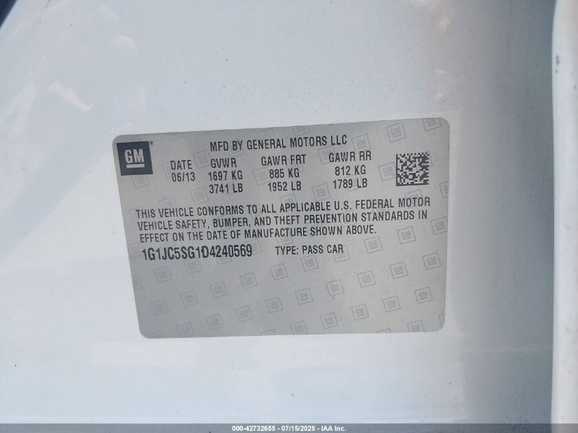 GM
MFD BY GENERAL MOTORS LLC
DATE GVWR GAWR FRT GAWR RR
06/13 1697 KG 885 KG 812 KG
3741 LB 1952 LB 1789 LB
THIS VEHICLE CONFORMS TO ALL APPLICABLE U.S. FEDERAL MOTOR
VEHICLE SAFETY, BUMPER, AND THEFT PREVENTION STANDARDS IN
EFFECT ON THE DATE OF MANUFACTURE SHOWN ABOVE.
1G1JC5SG1D4240569 TYPE: PASS CAR
000-42732655 - 07/15/2025 - IAA Inc.